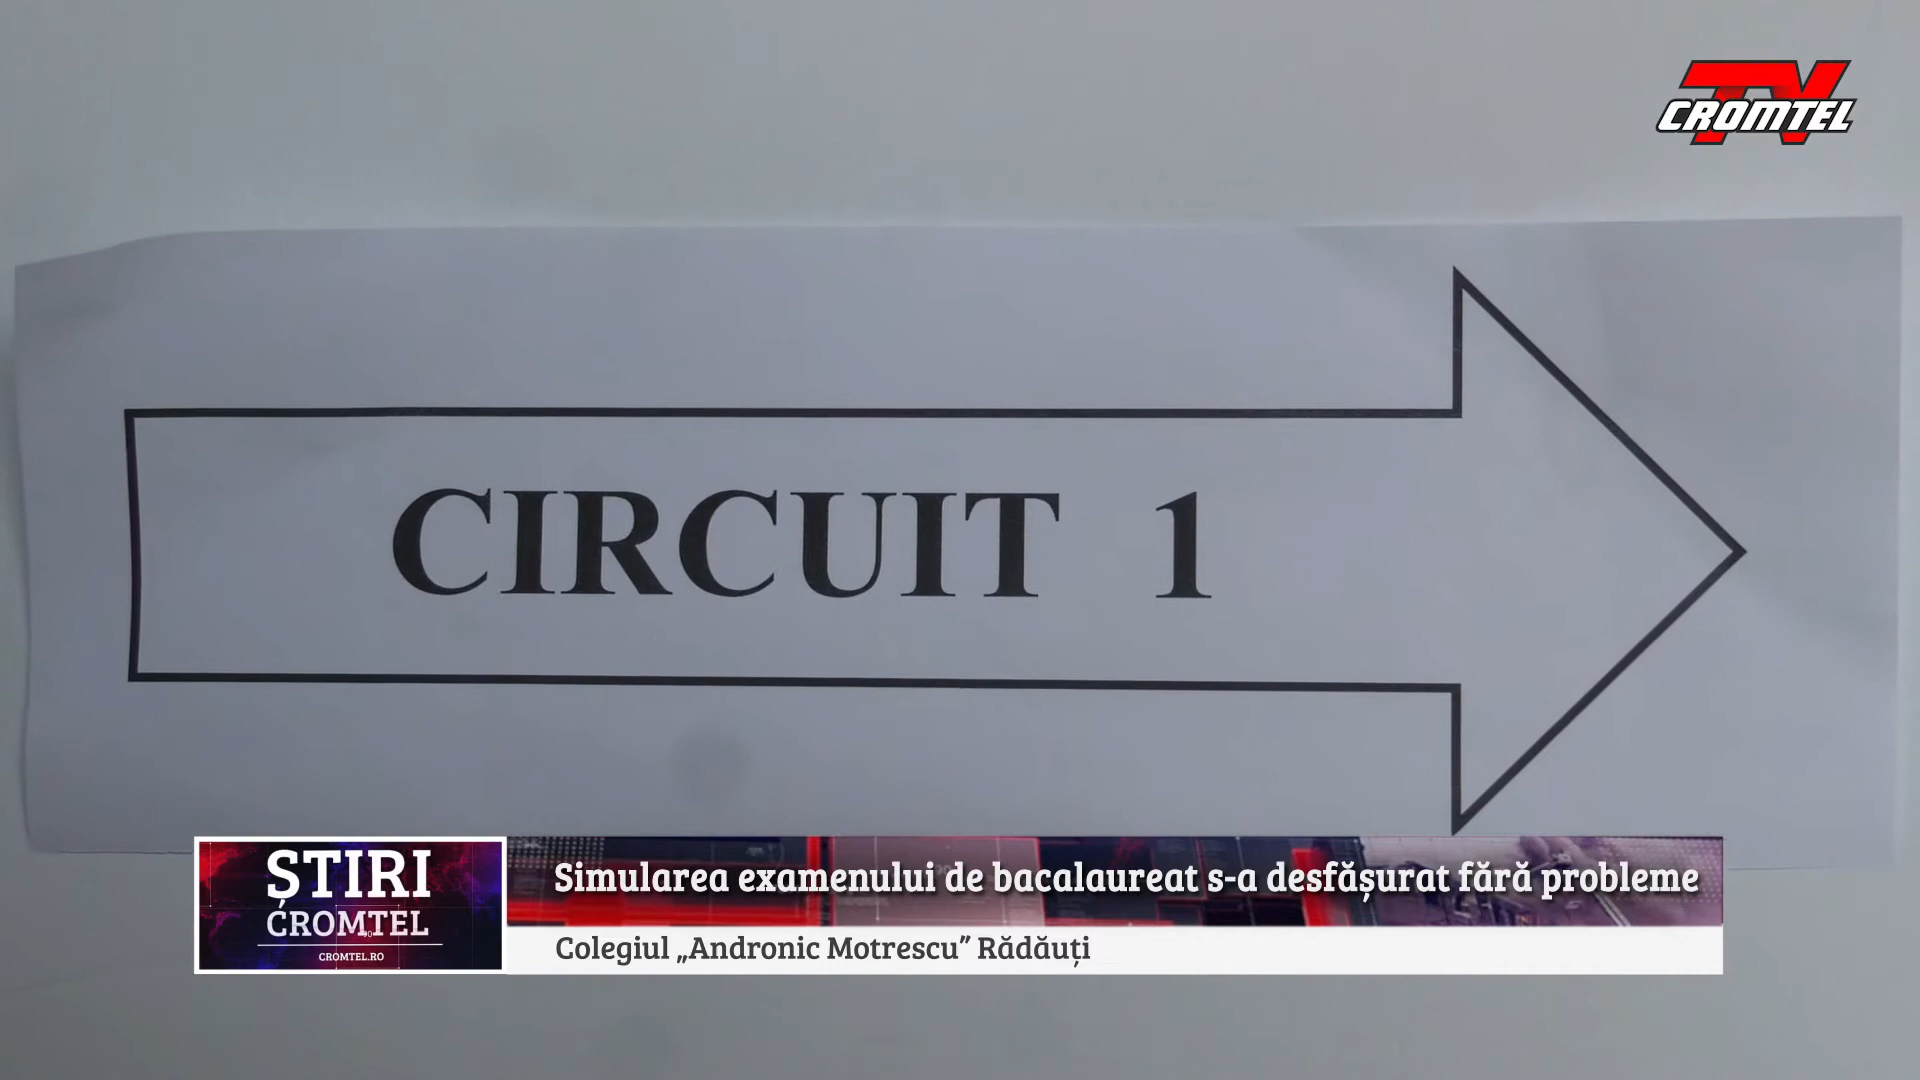 TV
CROMTEL
CIRCUIT 1
ȘTIRI
CROMTEL
CROMTEL.RO
Simularea examenului de bacalaureat s-a desfășurat fără probleme
Colegiul „Andronic Motrescu” Rădăuți